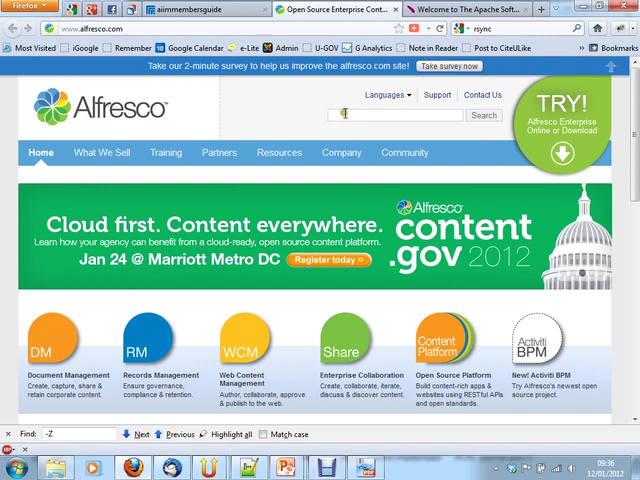 Firefox
aiimmembersguide
Open Source Enterprise Cont...
Welcome to The Apache Soft...
www.alfresco.com
rsync
Most Visited
iGoogle
Remember
Google Calendar
e-Lite
Admin
U-GOV
G Analytics
Note in Reader
Post to CiteULike
Bookmarks
Take our 2-minute survey to help us improve the alfresco.com site!
Take survey now
Alfresco
Languages
Support
Contact Us
Search
TRY!
Alfresco Enterprise
Online or Download
Home
What We Sell
Training
Partners
Resources
Company
Community
Cloud first. Content everywhere.
Learn how your agency can benefit from a cloud-ready, open source content platform.
Jan 24 @ Marriott Metro DC
Register today »
Alfresco
content
.gov 2012
DM
RM
WCM
Share
Content
Platform
Activiti
BPM
Document Management
Create, capture, share &
retain corporate content.
Records Management
Ensure governance,
compliance & retention.
Web Content
Management
Author, collaborate, approve
& publish to the web.
Enterprise Collaboration
Create, collaborate, iterate,
discuss & discover content.
Open Source Platform
Build content-rich apps &
websites using RESTful APIs
and open standards.
New! Activiti BPM
Try Alfresco's newest open
source project.
Find:
-Z
Next
Previous
Highlight all
Match case
09:36
12/01/2012